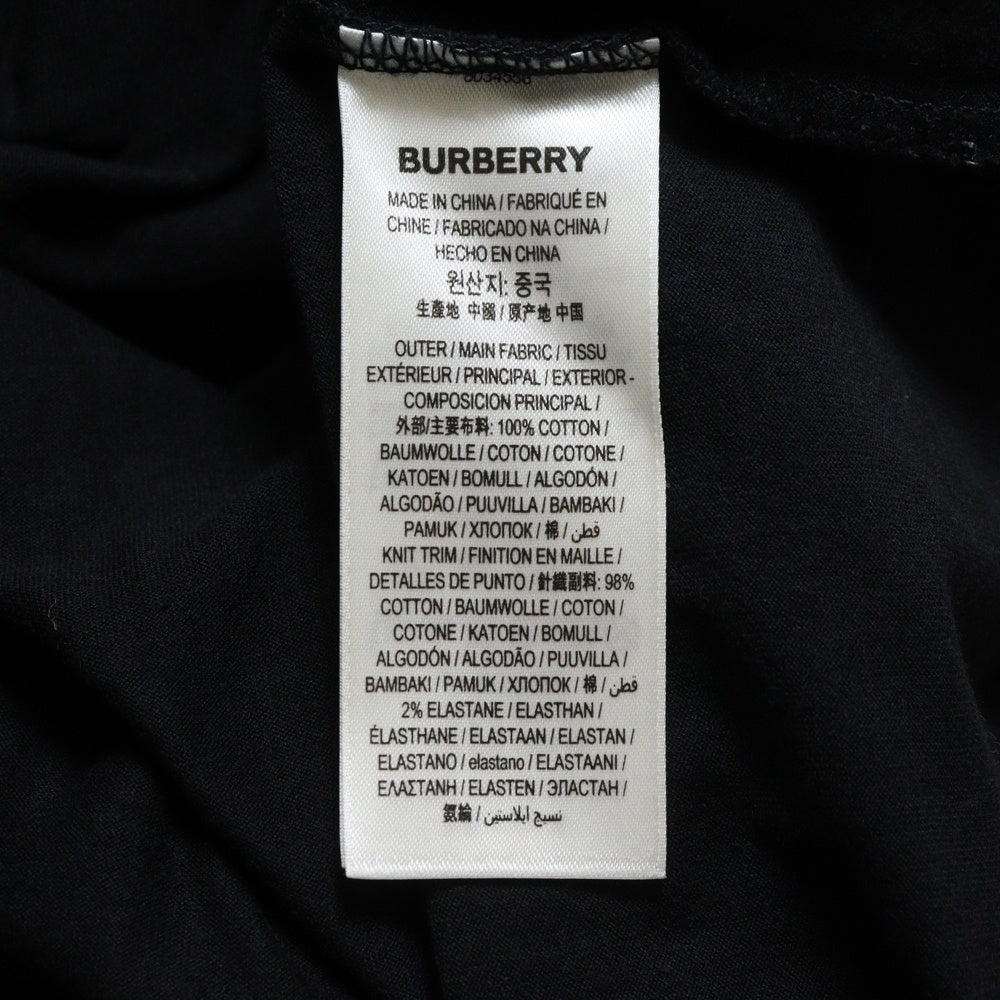 BURBERRY
MADE IN CHINA / FABRIQUÉ EN
CHINE / FABRICADO NA CHINA /
HECHO EN CHINA
원산지: 중국
生產地 中國 / 原产地 中国
OUTER / MAIN FABRIC / TISSU
EXTÉRIEUR / PRINCIPAL / EXTERIOR -
COMPOSICION PRINCIPAL /
外部/主要布料: 100% COTTON /
BAUMWOLLE / COTON / COTONE /
KATOEN / BOMULL / ALGODÓN /
ALGODÃO / PUUVILLA / BAMBAKI /
PAMUK / ХЛОПОК / 棉 / قطن
KNIT TRIM / FINITION EN MAILLE /
DETALLES DE PUNTO / 針織副料: 98%
COTTON / BAUMWOLLE / COTON /
COTONE / KATOEN / BOMULL /
ALGODÓN / ALGODÃO / PUUVILLA /
BAMBAKI / PAMUK / ХЛОПОК / 棉 / قطن
2% ELASTANE / ELASTHAN /
ÉLASTHANE / ELASTAAN / ELASTAN /
ELASTANO / elastano / ELASTAANI /
ΕΛΑΣΤΑΝΗ / ELASTEN / ЭЛАСТАН /
氨綸 / نسيج ايلاستين